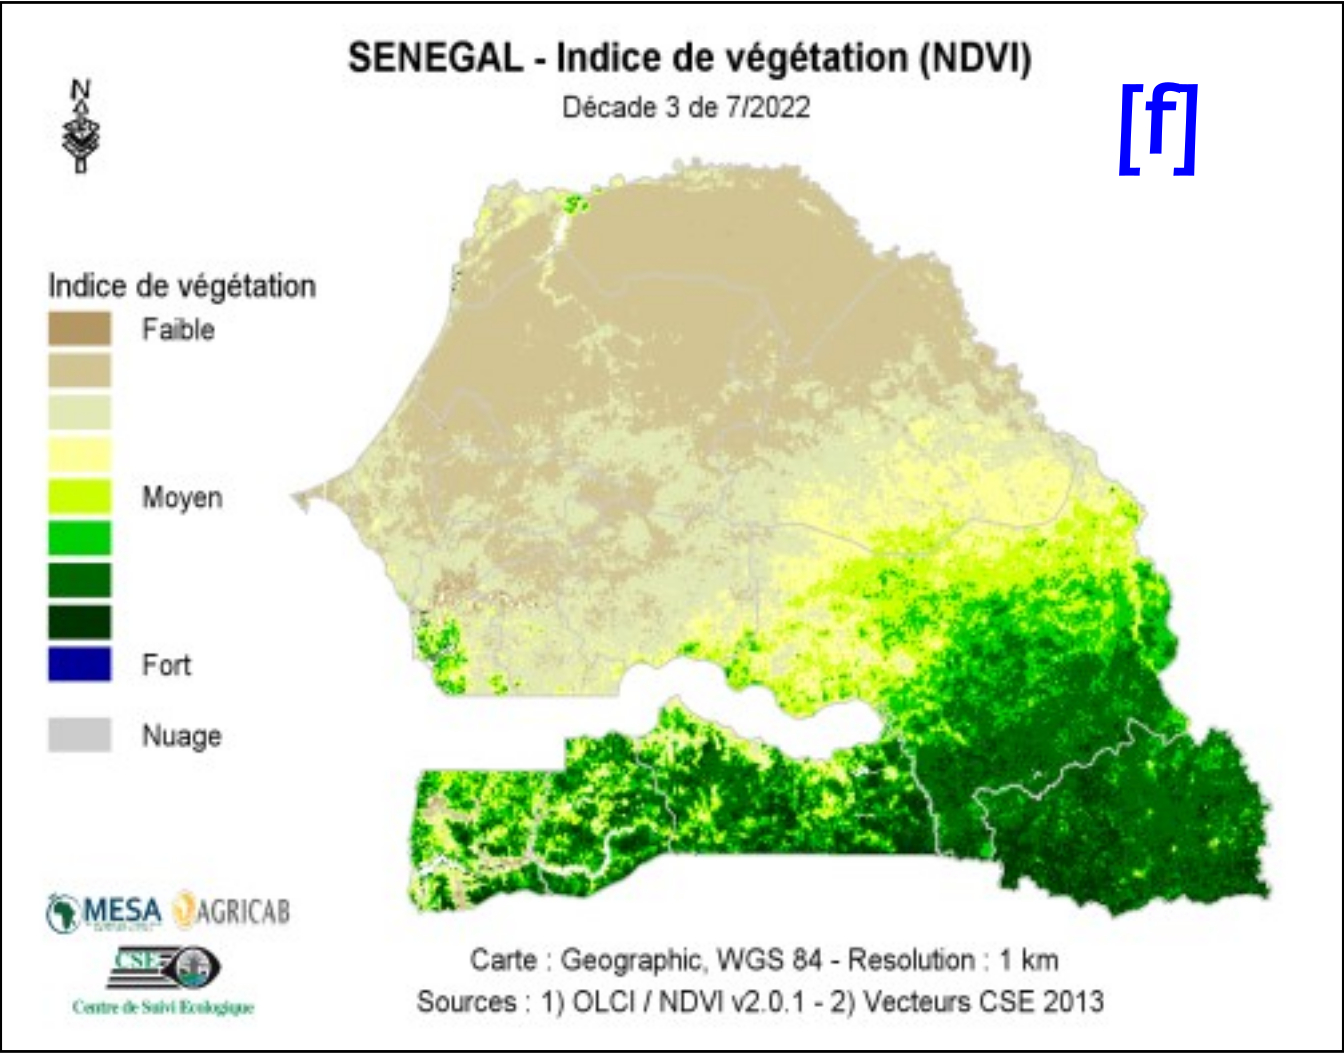 SENEGAL - Indice de végétation (NDVI)
Décade 3 de 7/2022
[f]
N
Indice de végétation
Faible
Moyen
Fort
Nuage
MESA AGRICAB
CSE
Centre de Suivi Ecologique
Carte : Geographic, WGS 84 - Resolution : 1 km
Sources : 1) OLCI / NDVI v2.0.1 - 2) Vecteurs CSE 2013